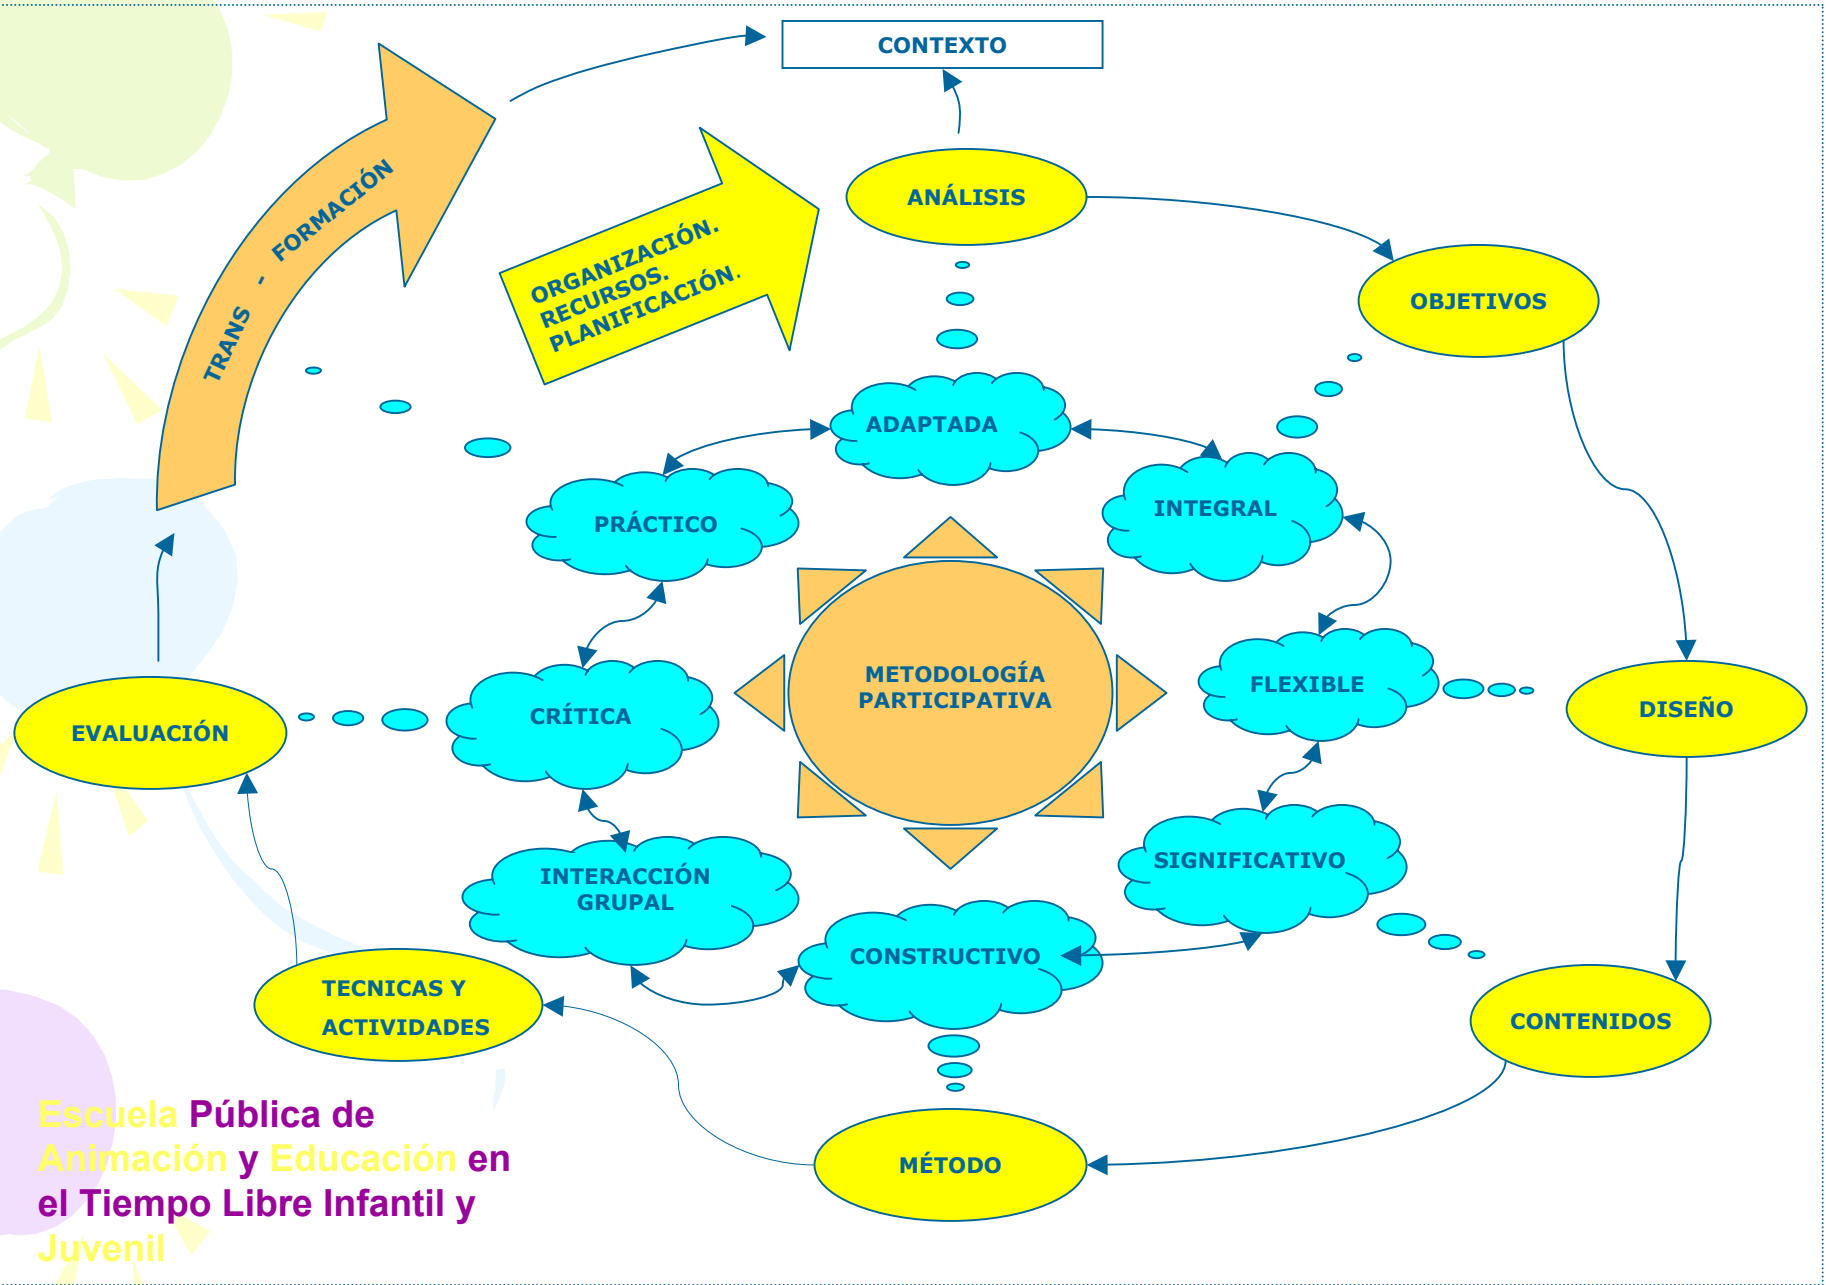 CONTEXTO
ANÁLISIS
TRANS - FORMACIÓN
ORGANIZACIÓN.
RECURSOS.
PLANIFICACIÓN.
OBJETIVOS
ADAPTADA
INTEGRAL
PRÁCTICO
METODOLOGÍA
PARTICIPATIVA
FLEXIBLE
DISEÑO
CRÍTICA
EVALUACIÓN
SIGNIFICATIVO
INTERACCIÓN
GRUPAL
CONSTRUCTIVO
TECNICAS Y
ACTIVIDADES
CONTENIDOS
MÉTODO
Escuela Pública de
Animación y Educación en
el Tiempo Libre Infantil y
Juvenil